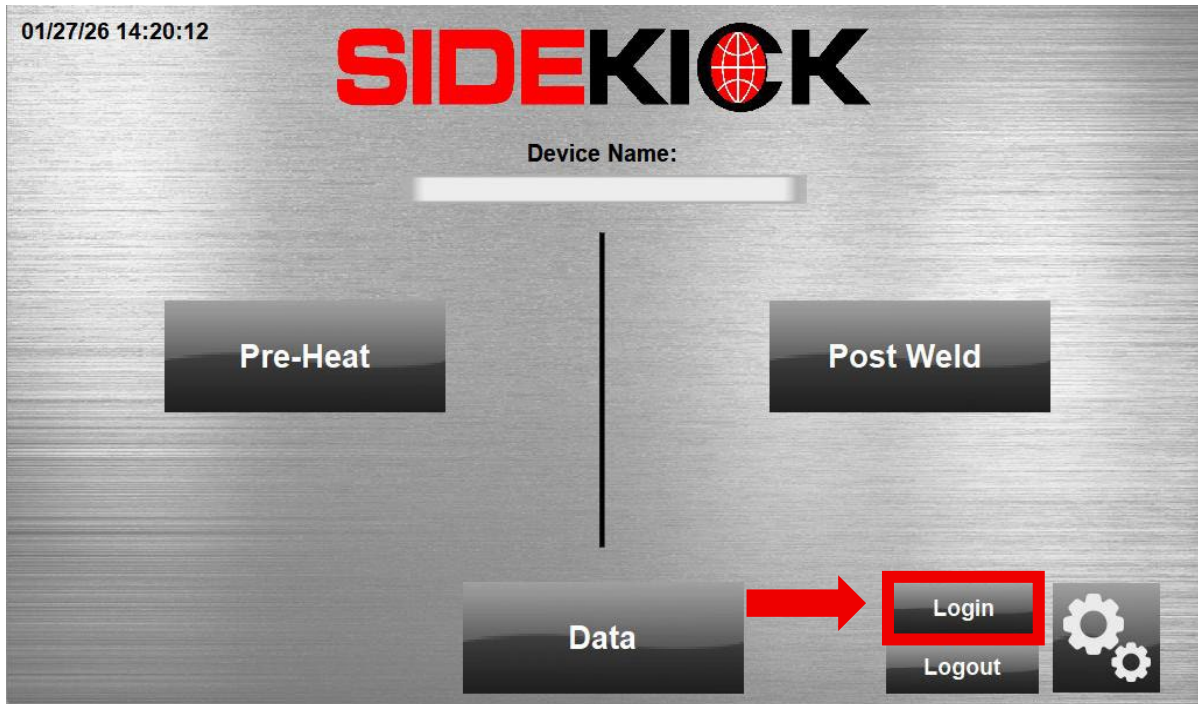 01/27/26 14:20:12
SIDEKICK
Device Name:
Pre-Heat
Post Weld
Data
Login
Logout